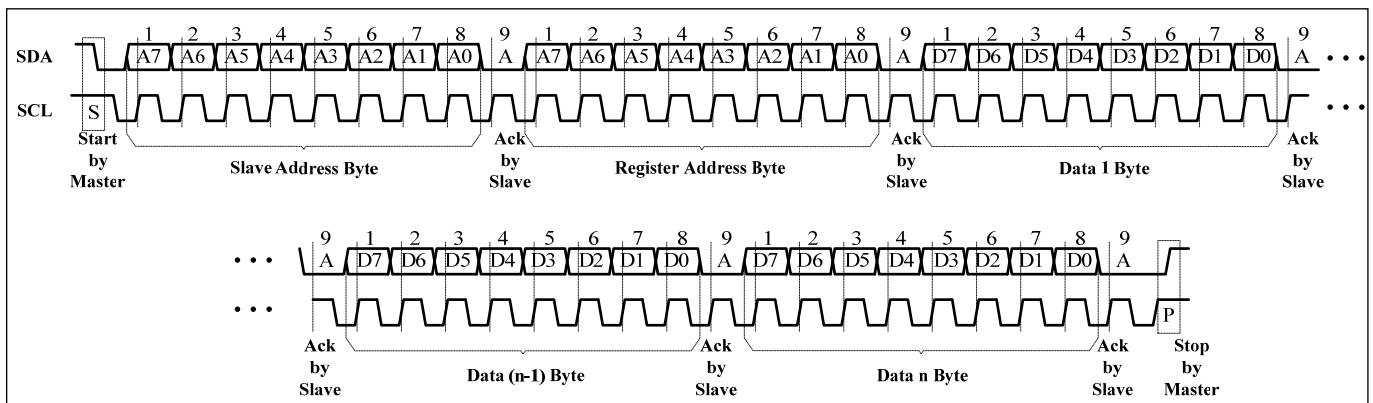 1 2 3 4 5 6 7 8 9 1 2 3 4 5 6 7 8 9 1 2 3 4 5 6 7 8 9
SDA A7 A6 A5 A4 A3 A2 A1 A0 A A7 A6 A5 A4 A3 A2 A1 A0 A D7 D6 D5 D4 D3 D2 D1 D0 A • • •
SCL S • • •
Start by Master
Slave Address Byte
Ack by Slave
Register Address Byte
Ack by Slave
Data 1 Byte
Ack by Slave
9 1 2 3 4 5 6 7 8 9 1 2 3 4 5 6 7 8 9
• • • A D7 D6 D5 D4 D3 D2 D1 D0 A D7 D6 D5 D4 D3 D2 D1 D0 A
• • • P
Ack by Slave
Data (n-1) Byte
Ack by Slave
Data n Byte
Ack by Slave
Stop by Master